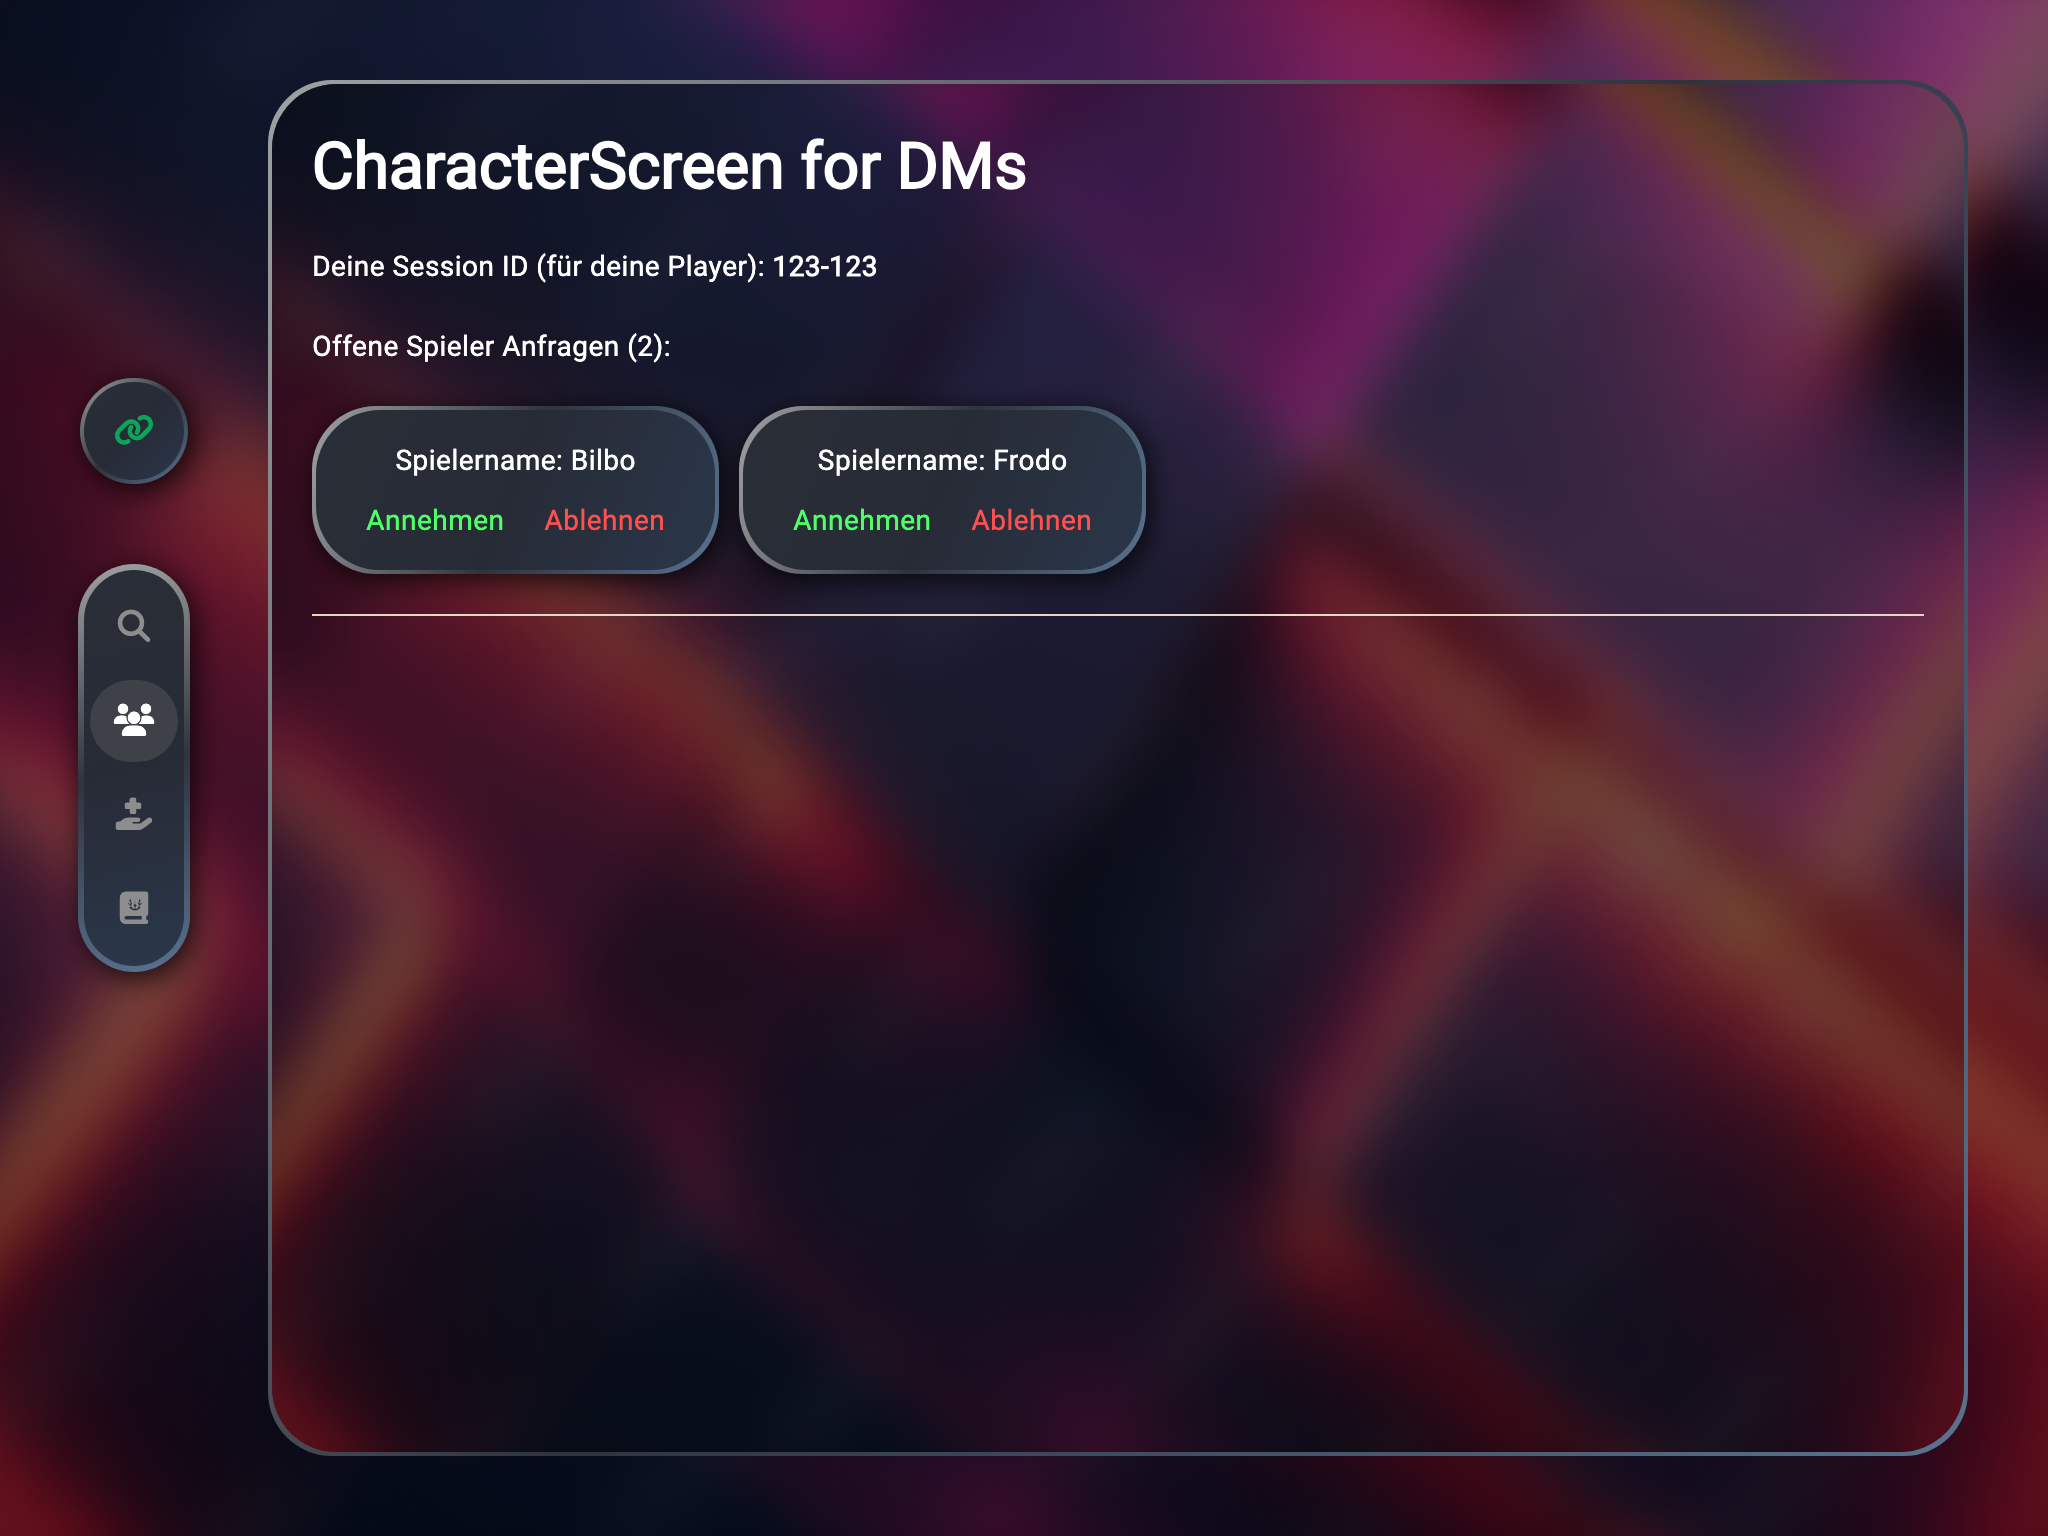 CharacterScreen for DMs
Deine Session ID (für deine Player): 123-123
Offene Spieler Anfragen (2):
Spielername: Bilbo
Annehmen Ablehnen
Spielername: Frodo
Annehmen Ablehnen